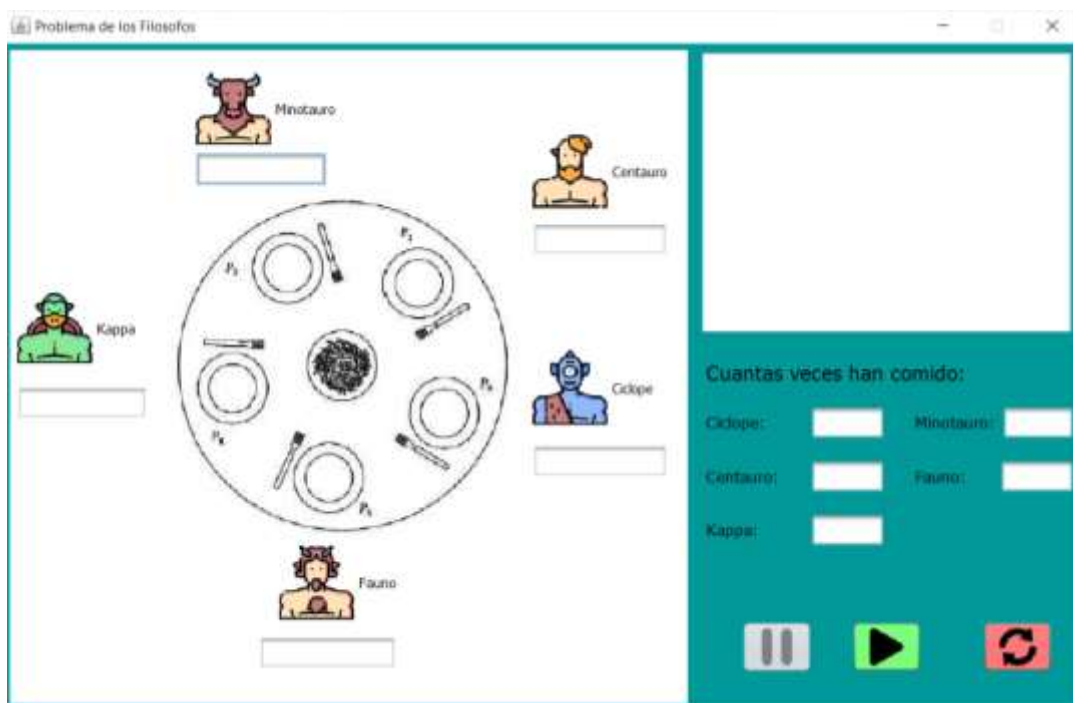 Problema de los Filosofos
Minotauro
Centauro
Kappa
Ciclope
Fauno
Cuantas veces han comido:
Ciclope: Minotauro:
Centauro: Fauno:
Kappa: